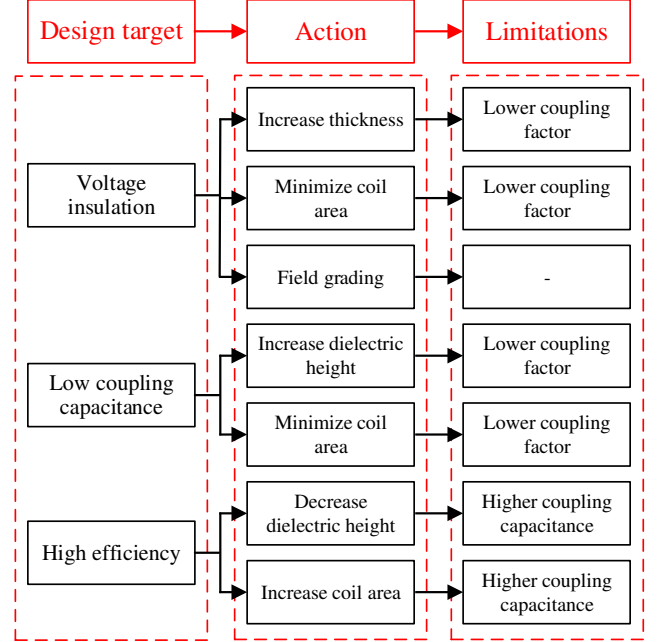 Design target
Action
Limitations
Voltage
insulation
Increase thickness
Lower coupling
factor
Minimize coil
area
Lower coupling
factor
Field grading
-
Low coupling
capacitance
Increase dielectric
height
Lower coupling
factor
Minimize coil
area
Lower coupling
factor
High efficiency
Decrease
dielectric height
Higher coupling
capacitance
Increase coil area
Higher coupling
capacitance